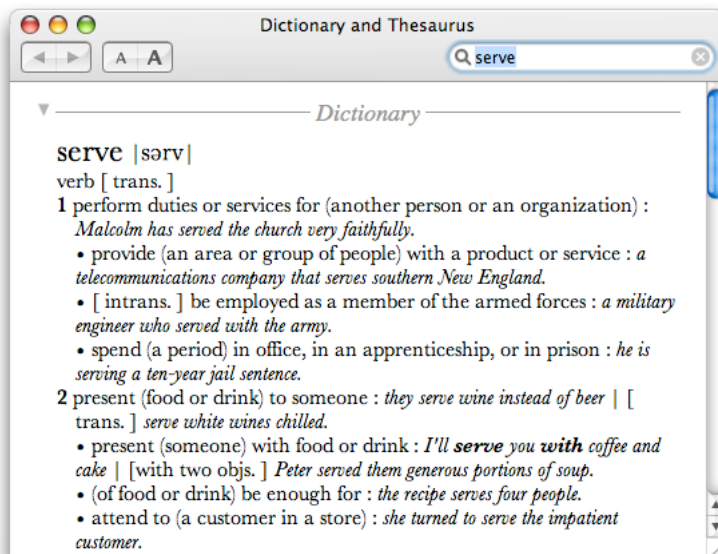 Dictionary and Thesaurus
A A
serve
Dictionary
serve |sərv|
verb [ trans. ]
1 perform duties or services for (another person or an organization) :
Malcolm has served the church very faithfully.
• provide (an area or group of people) with a product or service : a
telecommunications company that serves southern New England.
• [ intrans. ] be employed as a member of the armed forces : a military
engineer who served with the army.
• spend (a period) in office, in an apprenticeship, or in prison : he is
serving a ten-year jail sentence.
2 present (food or drink) to someone : they serve wine instead of beer | [
trans. ] serve white wines chilled.
• present (someone) with food or drink : I'll serve you with coffee and
cake | [with two objs. ] Peter served them generous portions of soup.
• (of food or drink) be enough for : the recipe serves four people.
• attend to (a customer in a store) : she turned to serve the impatient
customer.